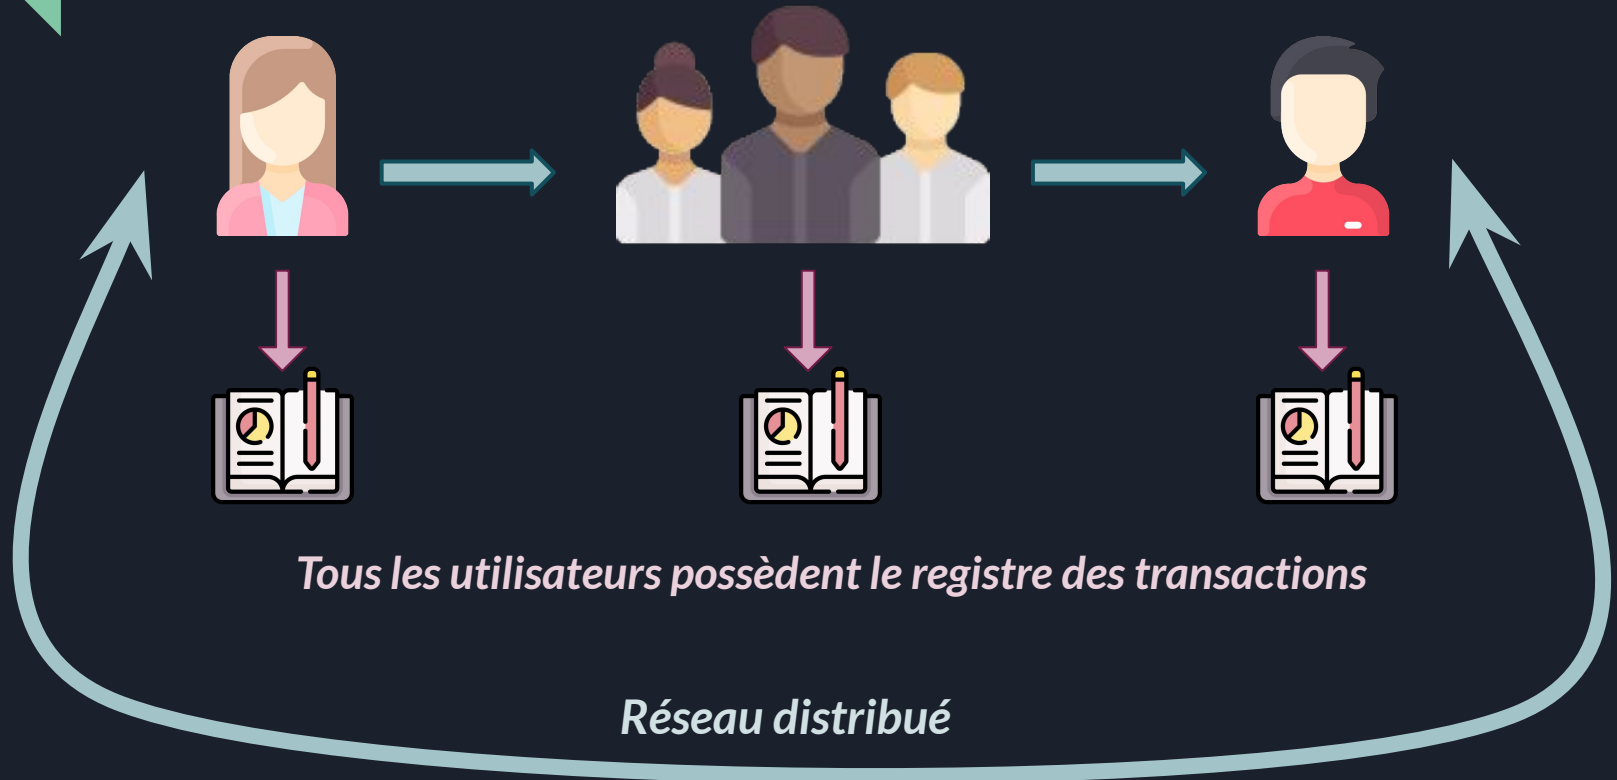 Tous les utilisateurs possèdent le registre des transactions
Réseau distribué